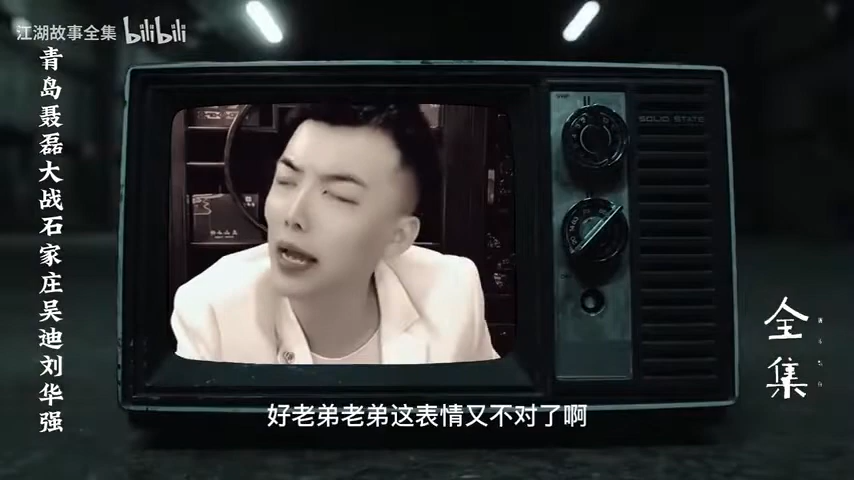 江湖故事全集 bilibili
青岛聂磊大战石家庄吴迪刘华强
SOLID STATE
全集
好老弟老弟这表情又不对了啊